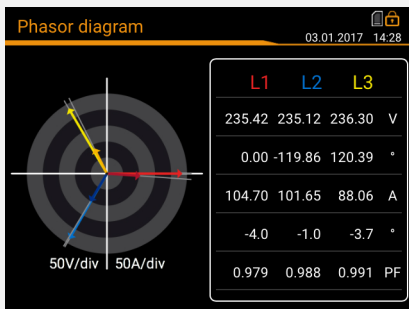 Phasor diagram
03.01.2017 14:28
L1 L2 L3
235.42 235.12 236.30 V
0.00 -119.86 120.39 °
104.70 101.65 88.06 A
-4.0 -1.0 -3.7 °
0.979 0.988 0.991 PF
50V/div 50A/div